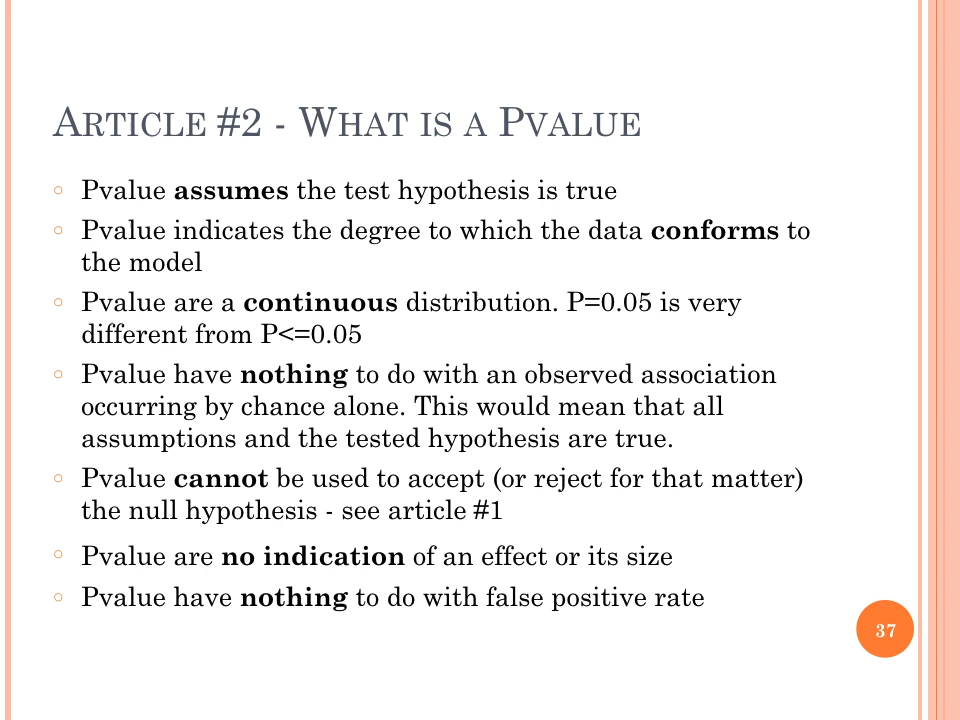 ARTICLE #2 - WHAT IS A PVALUE
Pvalue assumes the test hypothesis is true
Pvalue indicates the degree to which the data conforms to
the model
Pvalue are a continuous distribution. P=0.05 is very
different from P<=0.05
Pvalue have nothing to do with an observed association
occurring by chance alone. This would mean that all
assumptions and the tested hypothesis are true.
Pvalue cannot be used to accept (or reject for that matter)
the null hypothesis - see article #1
Pvalue are no indication of an effect or its size
Pvalue have nothing to do with false positive rate
37